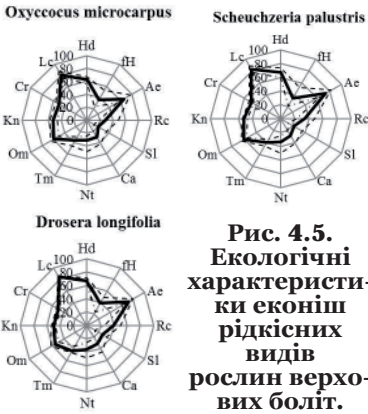 Oxyccocus microcarpus
Hd
fH
Ae
Rc
Sl
Ca
Nt
Tm
Om
Kn
Cr
Lc
100
80
60
40
20
0
Scheuchzeria palustris
Hd
fH
Ae
Rc
Sl
Ca
Nt
Tm
Om
Kn
Cr
Lc
100
80
60
40
20
0
Drosera longifolia
Hd
fH
Ae
Rc
Sl
Ca
Nt
Tm
Om
Kn
Cr
Lc
100
80
60
40
20
0
Рис. 4.5.
Екологічні
характеристи-
ки еконіш
рідкісних
видів
рослин верхо-
вих боліт.